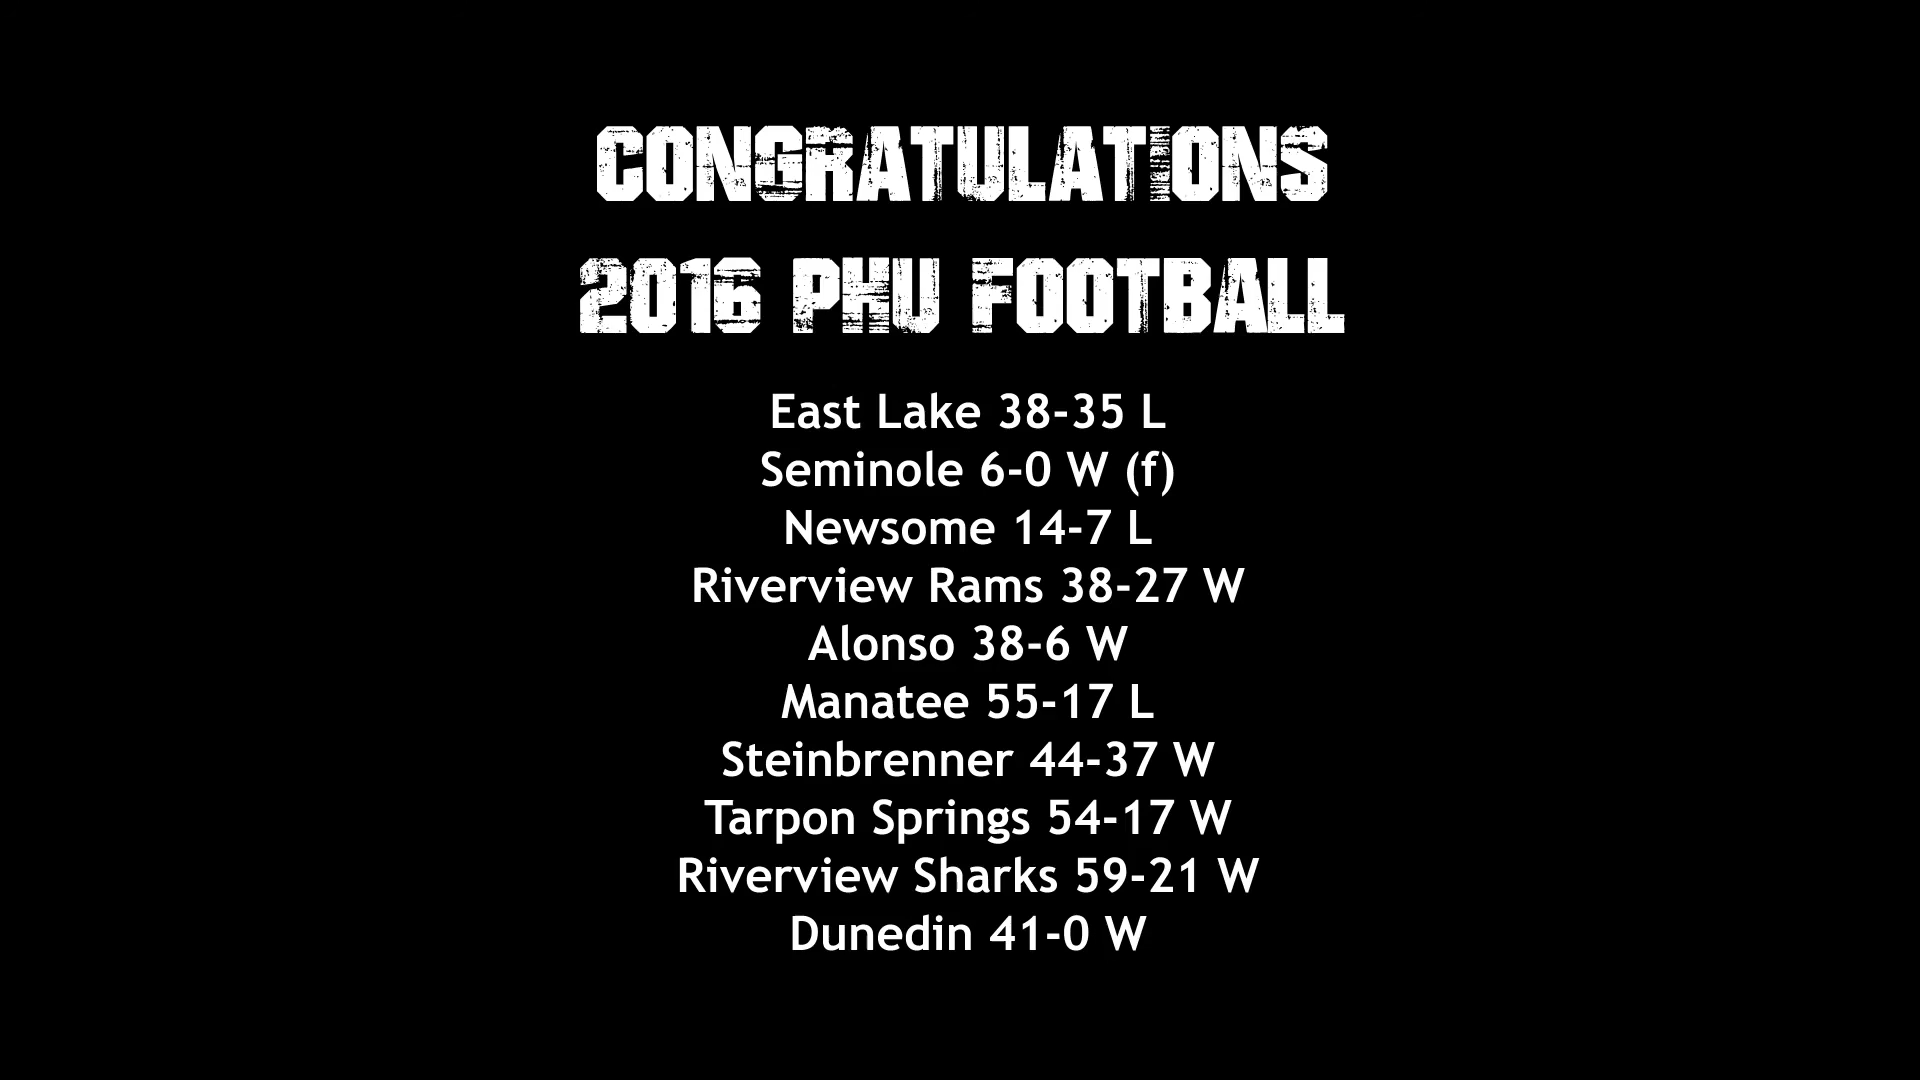 CONGRATULATIONS
2016 PHU FOOTBALL
East Lake 38-35 L
Seminole 6-0 W (f)
Newsome 14-7 L
Riverview Rams 38-27 W
Alonso 38-6 W
Manatee 55-17 L
Steinbrenner 44-37 W
Tarpon Springs 54-17 W
Riverview Sharks 59-21 W
Dunedin 41-0 W